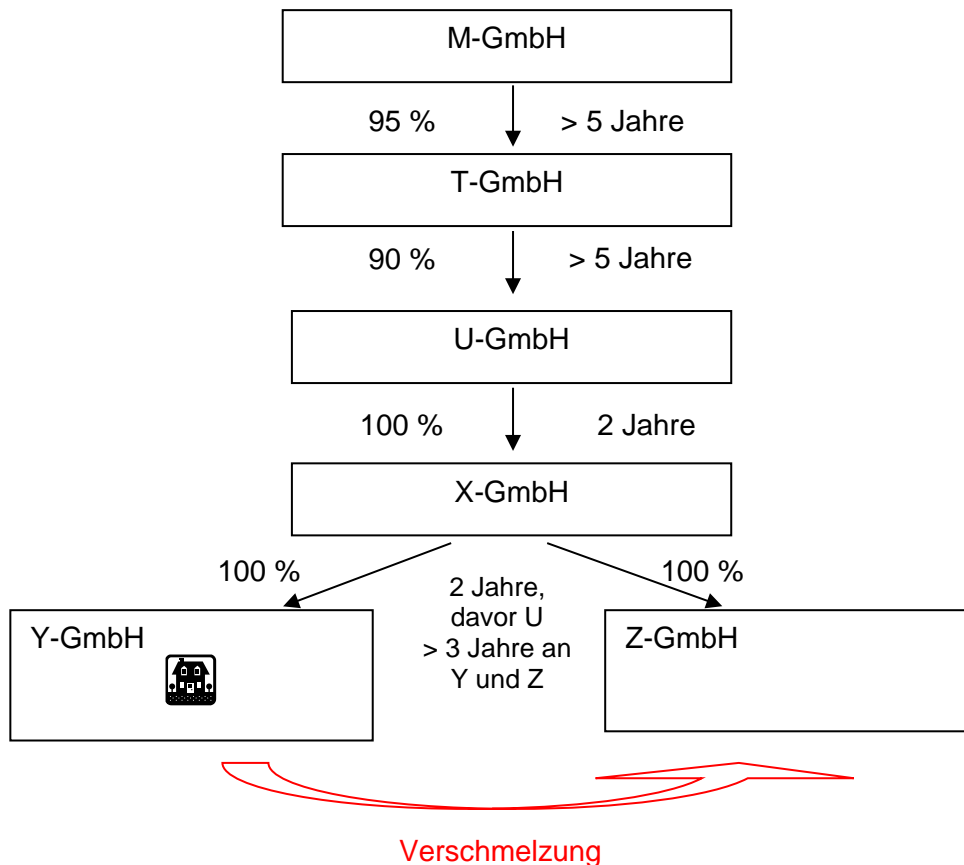 M-GmbH
95 % > 5 Jahre
T-GmbH
90 % > 5 Jahre
U-GmbH
100 % 2 Jahre
X-GmbH
100 % 100 %
2 Jahre,
davor U
> 3 Jahre an
Y und Z
Y-GmbH Z-GmbH
Verschmelzung